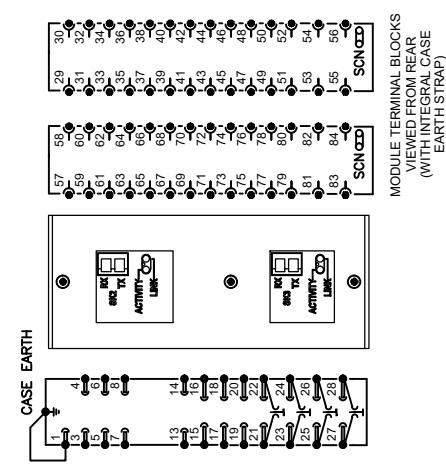 CASE EARTH
1
3 4
5 6
7 8
13 14
15 16
17 18
19 20
21 22
23 24
25 26
27 28
RX
SK2
TX
ACTIVITY
LINK
RX
SK3
TX
ACTIVITY
LINK
57 58
59 60
61 62
63 64
65 66
67 68
69 70
71 72
73 74
75 76
77 78
79 80
81 82
83 84
SCN
29 30
31 32
33 34
35 36
37 38
39 40
41 42
43 44
45 46
47 48
49 50
51 52
53 54
55 56
SCN
MODULE TERMINAL BLOCKS
VIEWED FROM REAR
(WITH INTEGRAL CASE
EARTH STRAP)